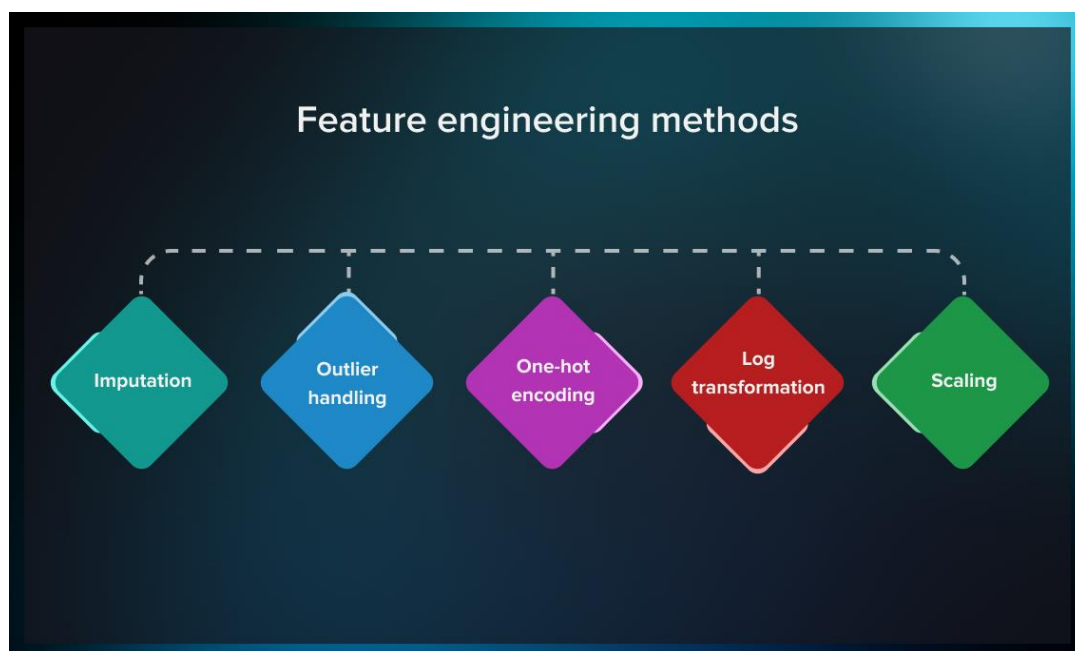 Feature engineering methods
Imputation
Outlier
handling
One-hot
encoding
Log
transformation
Scaling